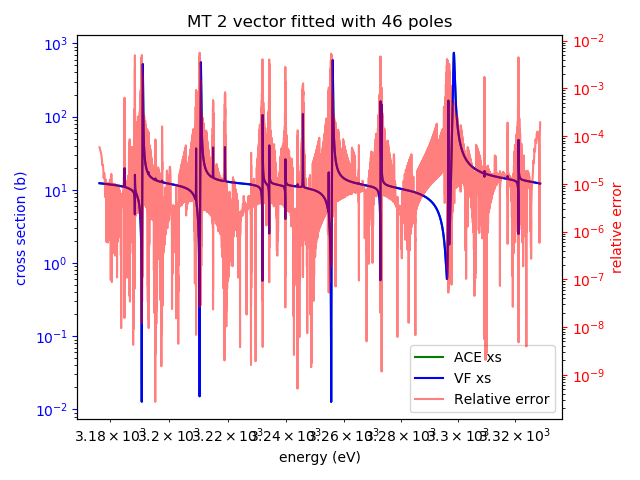 MT 2 vector fitted with 46 poles
10³
10²
10¹
10⁰
10⁻¹
10⁻²
cross section (b)
10⁻²
10⁻³
10⁻⁴
10⁻⁵
10⁻⁶
10⁻⁷
10⁻⁸
10⁻⁹
relative error
ACE xs
VF xs
Relative error
3.18 × 10³ 3.2 × 10³ 3.22 × 10³ 3.24 × 10³ 3.26 × 10³ 3.28 × 10³ 3.3 × 10³ 3.32 × 10³
energy (eV)